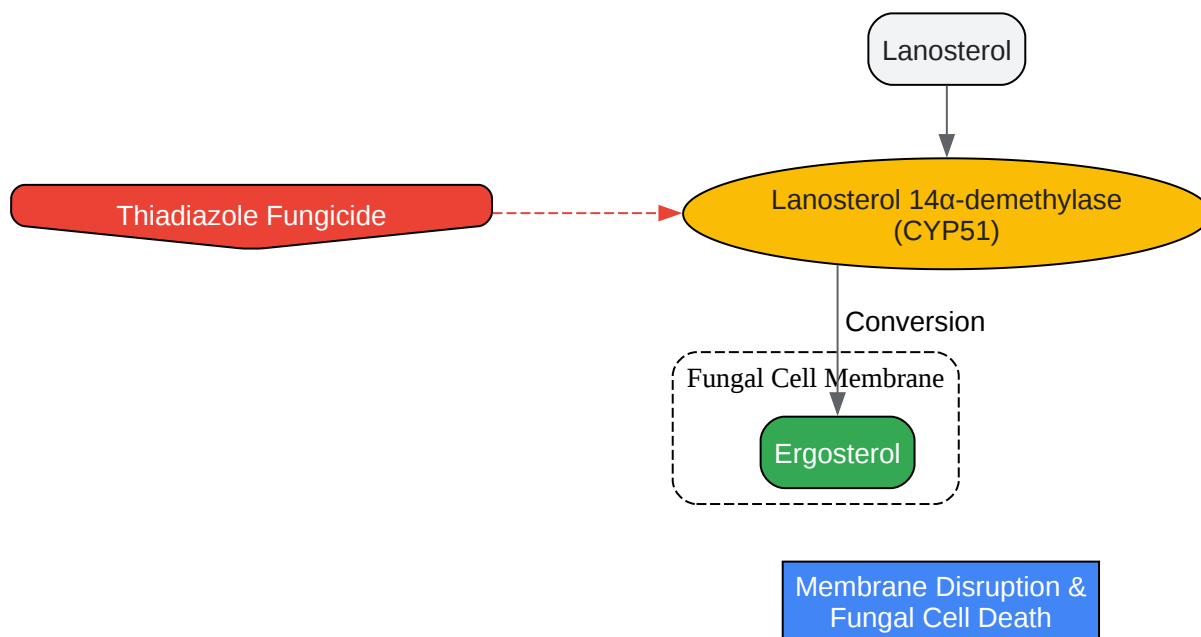 Lanosterol
Thiadiazole Fungicide
Lanosterol 14α-demethylase
(CYP51)
Conversion
Fungal Cell Membrane
Ergosterol
Membrane Disruption &
Fungal Cell Death